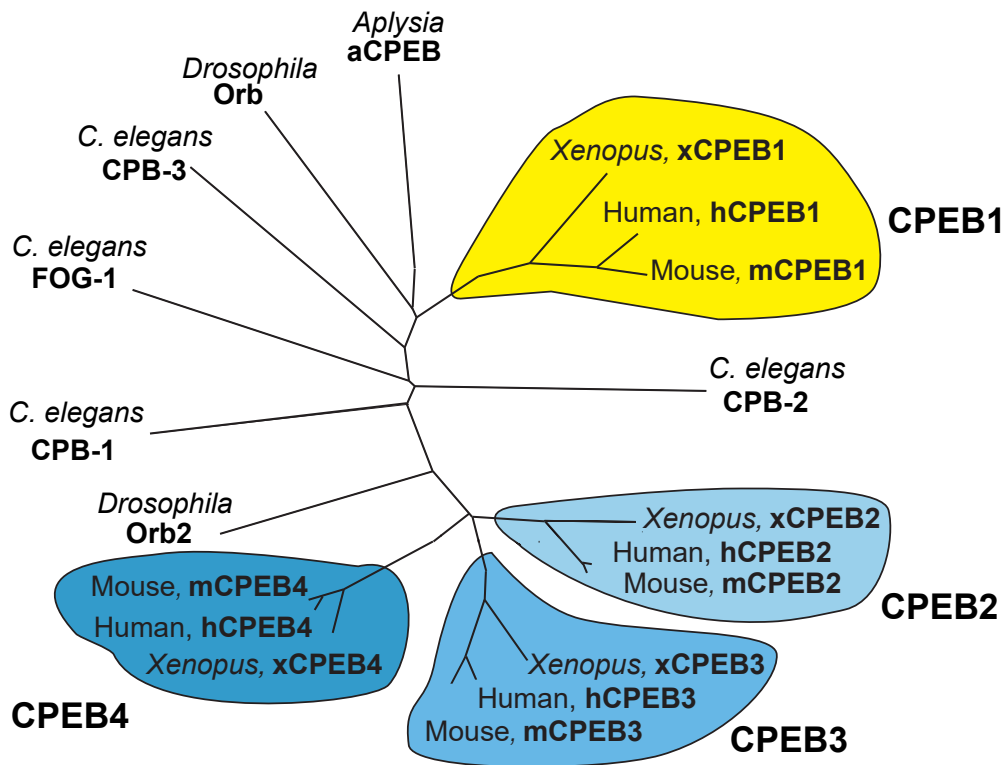 Aplysia
aCPEB
Drosophila
Orb
C. elegans
CPB-3
Xenopus, xCPEB1
Human, hCPEB1
CPEB1
Mouse, mCPEB1
C. elegans
FOG-1
C. elegans
CPB-2
C. elegans
CPB-1
Drosophila
Orb2
Xenopus, xCPEB2
Human, hCPEB2
Mouse, mCPEB2
CPEB2
Mouse, mCPEB4
Human, hCPEB4
Xenopus, xCPEB4
CPEB4
Xenopus, xCPEB3
Human, hCPEB3
Mouse, mCPEB3
CPEB3